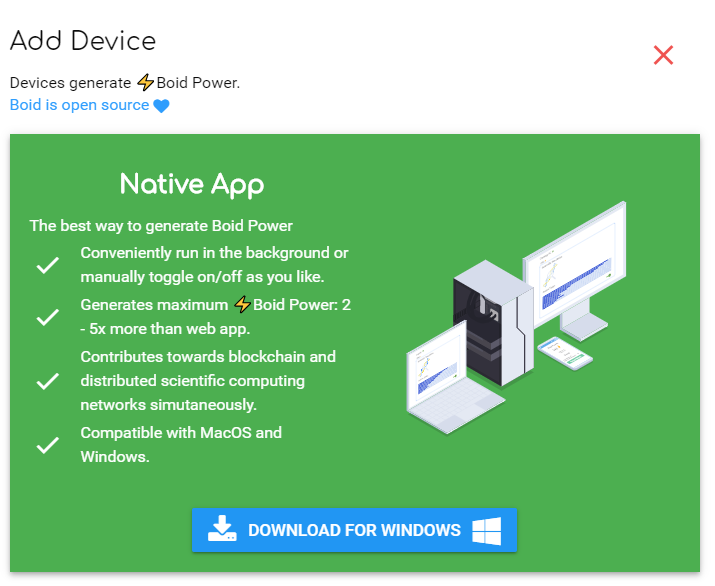 Add Device
Devices generate ⚡Boid Power.
Boid is open source
Native App
The best way to generate Boid Power
Conveniently run in the background or
manually toggle on/off as you like.
Generates maximum ⚡Boid Power: 2
- 5x more than web app.
Contributes towards blockchain and
distributed scientific computing
networks simutaneously.
Compatible with MacOS and
Windows.
DOWNLOAD FOR WINDOWS